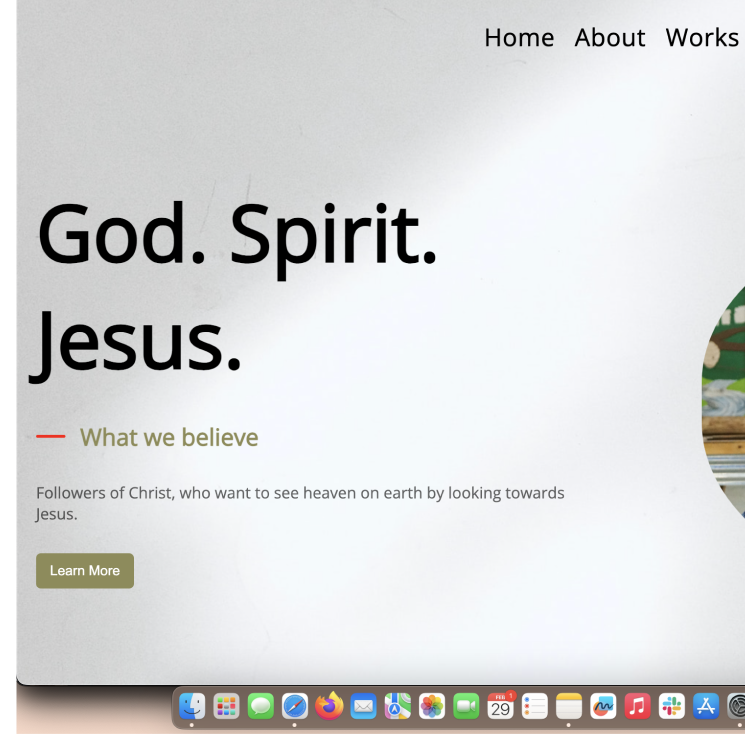 Home About Works
God. Spirit.
Jesus.
What we believe
Followers of Christ, who want to see heaven on earth by looking towards
Jesus.
Learn More
FEB 1
29